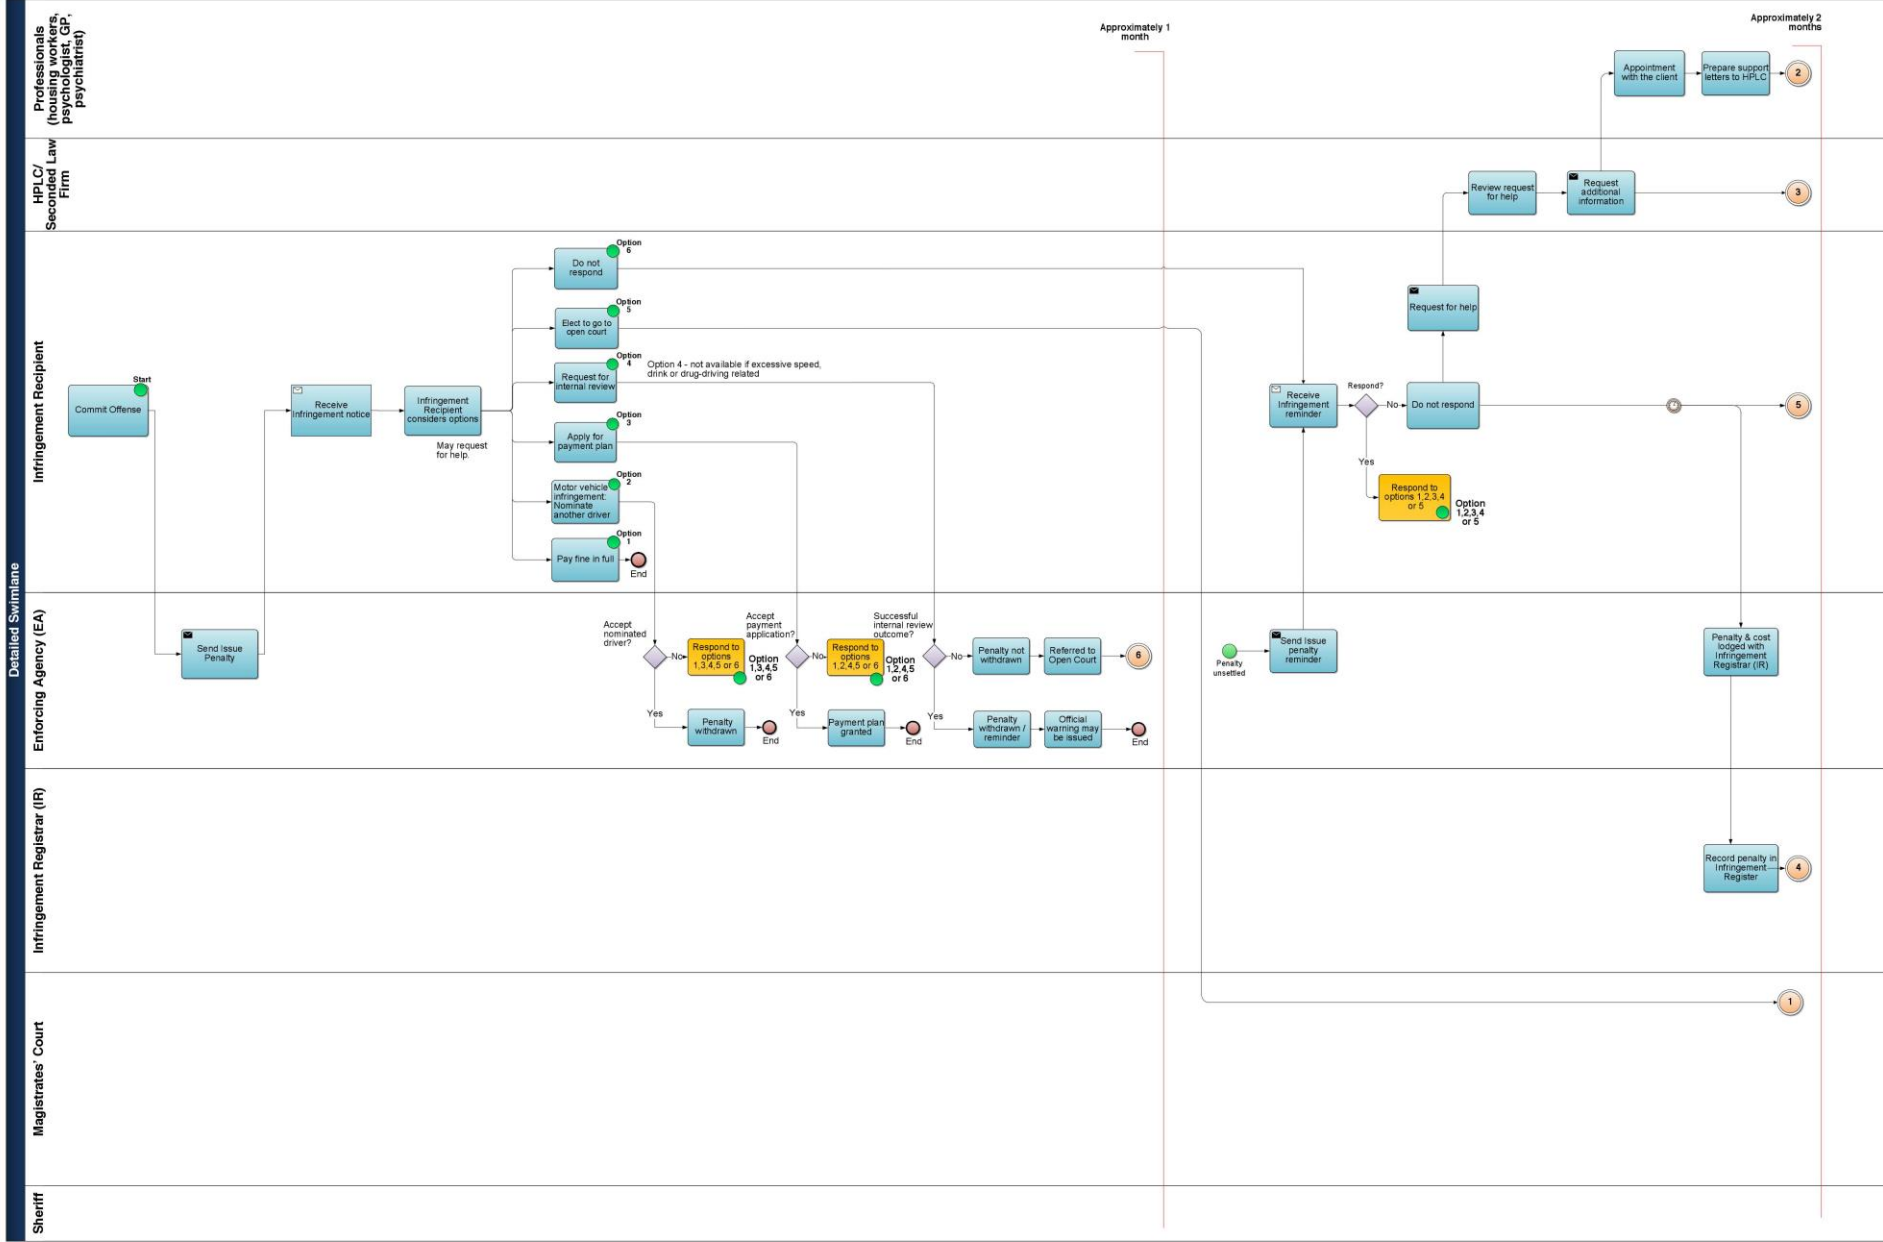 Detailed Swimlane
Professionals
(housing workers,
psychologist, GP,
psychiatrist)
Approximately 1
month
Approximately 2
months
Appointment
with the client
Prepare support
letters to HPLC
2
HPLC/
Seconded Law
Firm
Review request
for help
Request
additional
information
3
Infringement Recipient
Start
Commit Offense
Receive
Infringement notice
Infringement
Recipient
considers options
May request
for help.
Option
6
Do not
respond
Option
5
Elect to go to
open court
Option
4
Request for
internal review
Option 4 - not available if excessive speed,
drink or drug-driving related
Option
3
Apply for
payment plan
Option
2
Motor vehicle
infringement:
Nominate
another driver
Option
1
Pay fine in full
End
Request for help
Receive
Infringement
reminder
Respond?
No
Do not respond
5
Yes
Respond to
options 1,2,3,4
or 5
Option
1,2,3,4
or 5
Enforcing Agency (EA)
Send Issue
Penalty
Accept
nominated
driver?
No
Respond to
options
1,3,4,5 or 6
Option
1,3,4,5
or 6
Yes
Penalty
withdrawn
End
Accept
payment
application?
No
Respond to
options
1,2,4,5 or 6
Option
1,2,4,5
or 6
Yes
Payment plan
granted
End
Successful
internal review
outcome?
No
Penalty not
withdrawn
Referred to
Open Court
6
Yes
Penalty
withdrawn /
reminder
Official
warning may
be issued
End
Penalty
unsettled
Send Issue
penalty
reminder
Penalty & cost
lodged with
Infringement
Registrar (IR)
Infringement Registrar (IR)
Record penalty in
Infringement
Register
4
Magistrates' Court
1
Sheriff